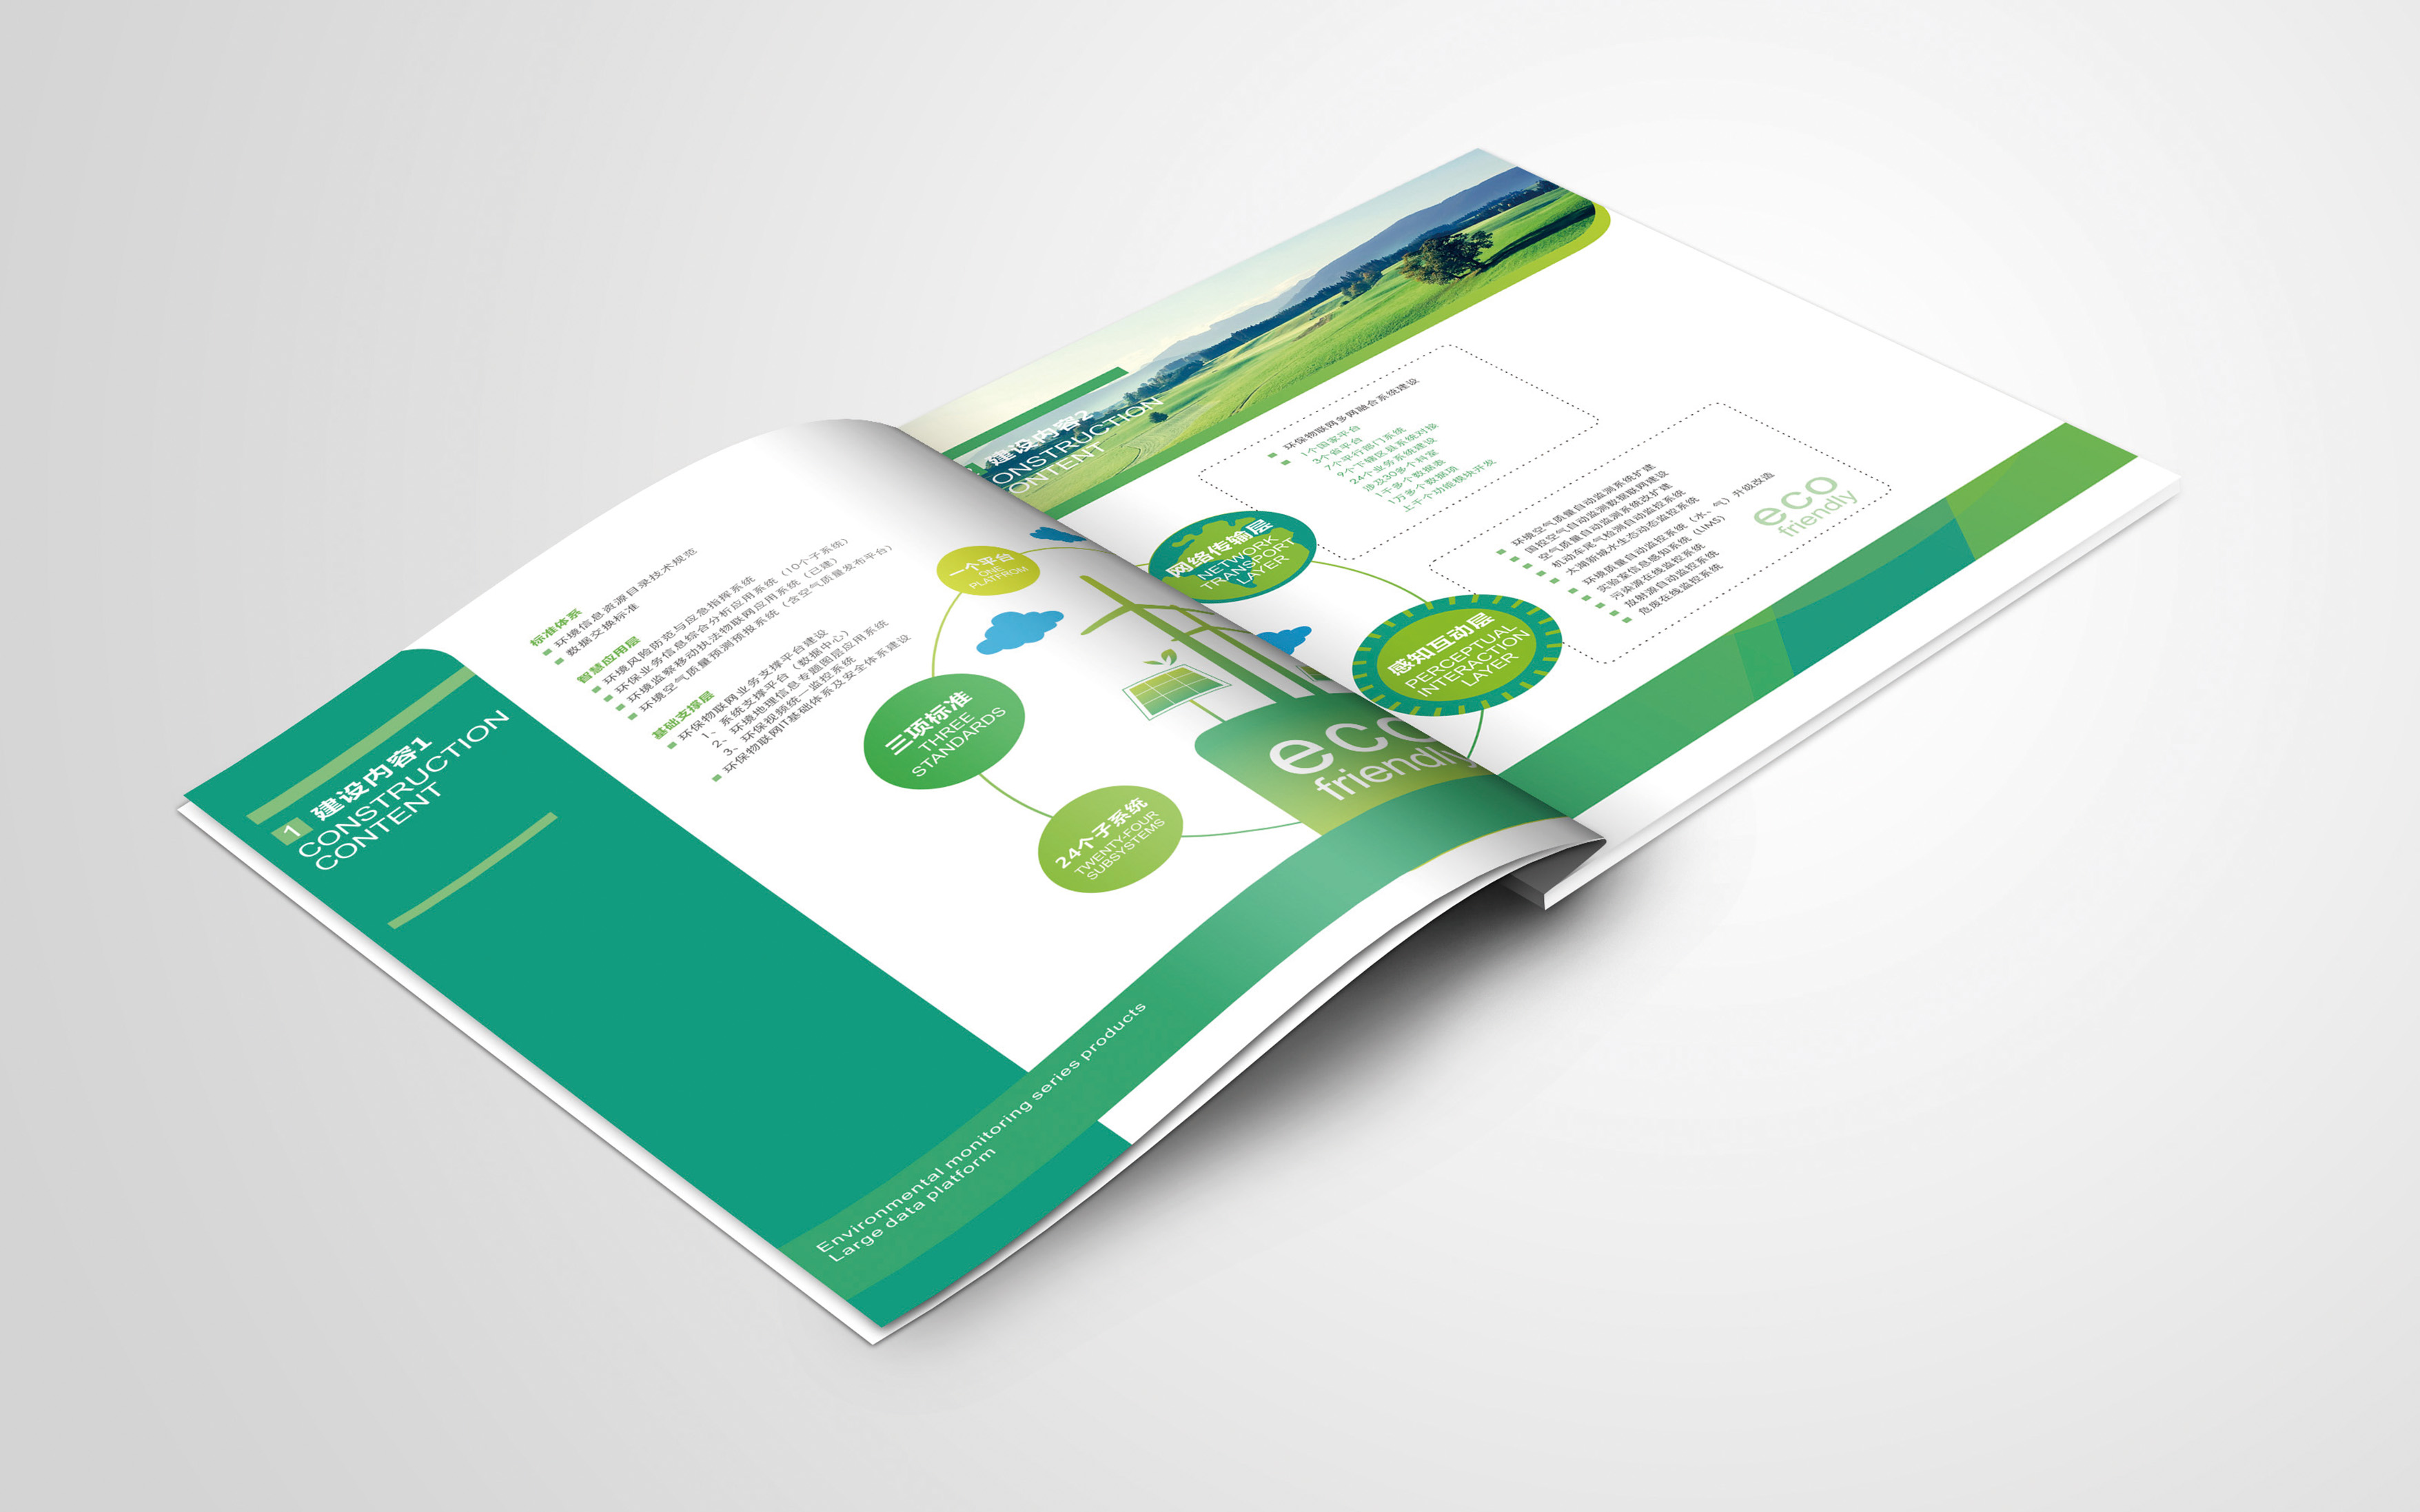 1 建设内容1
CONSTRUCTION
CONTENT
标准体系
环境信息资源目录技术规范
数据交换标准
智慧应用层
环境风险防范与应急指挥系统
环保业务信息综合分析应用系统（10个子系统）
环境监察移动执法物联网应用系统（已建）
环境空气质量预测预报系统（含空气质量发布平台）
基础支撑层
环保物联网业务支撑平台建设
1、系统支撑平台（数据中心）
2、环境地理信息专题图层应用系统
3、环保视频统一监控系统
环保物联网IT基础体系及安全体系建设
一个平台
ONE
PLATFROM
三项标准
THREE
STANDARDS
24个子系统
TWENTY-FOUR
SUBSYSTEMS
eco
friendly
Environmental monitoring series products
Large data platform
建设内容2
ONSTRUCTION
ONTENT
网络传输层
NETWORK
TRANSPORT
LAYER
感知互动层
PERCEPTUAL
INTERACTION
LAYER
环保物联网多网融合系统建设
1个国家平台
3个省平台
7个平行部门系统
9个下辖区县系统对接
24个业务系统建设
涉及30多个科室
1千多个数据表
1万多个数据项
上千个功能模块开发
环境空气质量自动监测系统扩建
国控空气自动监测数据联网建设
空气质量自动监测系统改扩建
机动车尾气检测自动监控系统
太湖新城水生态动态监控系统
环境质量自动监控系统（水、气）升级改造
实验室信息感知系统（LIMS）
污染源在线监控系统
放射源自动监控系统
危废在线监控系统
eco
friendly